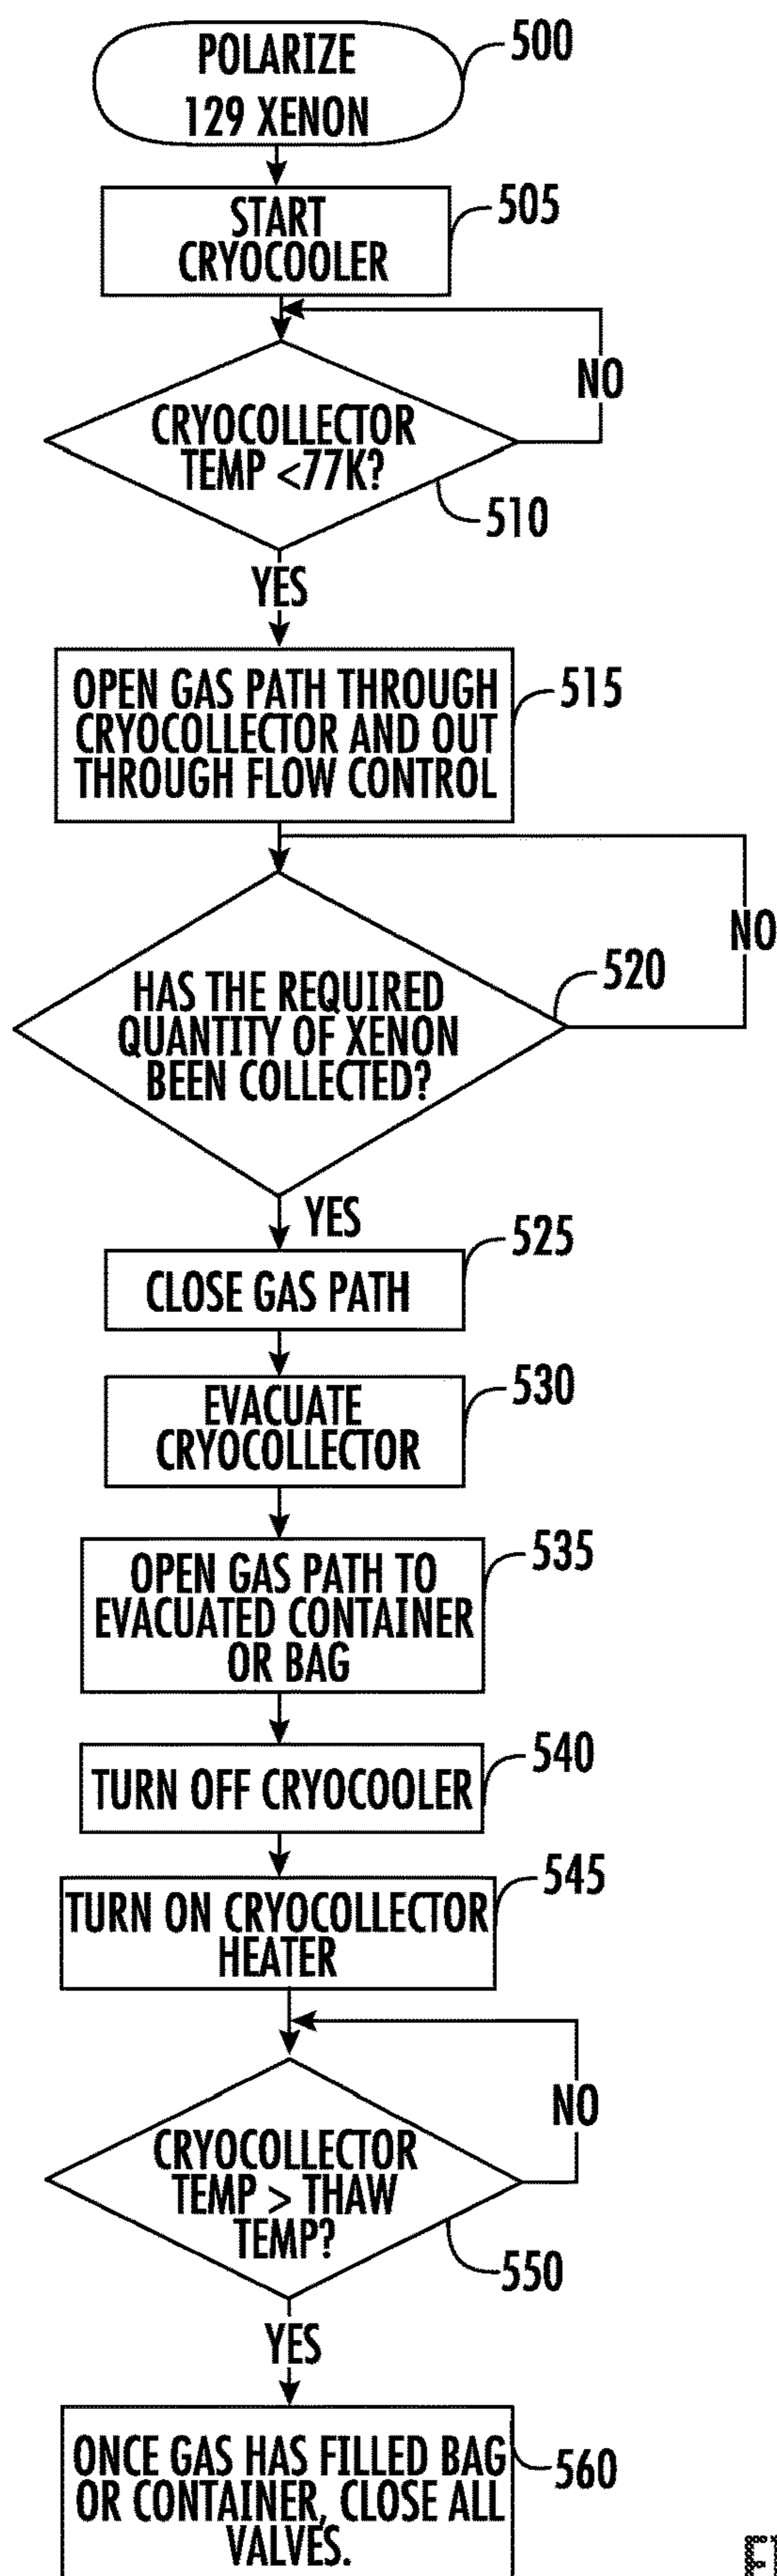 POLARIZE
129 XENON
500
START
CRYOCOOLER
505
NO
CRYOCOLLECTOR
TEMP <77K?
510
YES
OPEN GAS PATH THROUGH
CRYOCOLLECTOR AND OUT
THROUGH FLOW CONTROL
515
NO
HAS THE REQUIRED
QUANTITY OF XENON
BEEN COLLECTED?
520
YES
CLOSE GAS PATH
525
EVACUATE
CRYOCOLLECTOR
530
OPEN GAS PATH TO
EVACUATED CONTAINER
OR BAG
535
TURN OFF CRYOCOOLER
540
TURN ON CRYOCOLLECTOR
HEATER
545
NO
CRYOCOLLECTOR
TEMP > THAW
TEMP?
550
YES
ONCE GAS HAS FILLED BAG
OR CONTAINER, CLOSE ALL
VALVES.
560